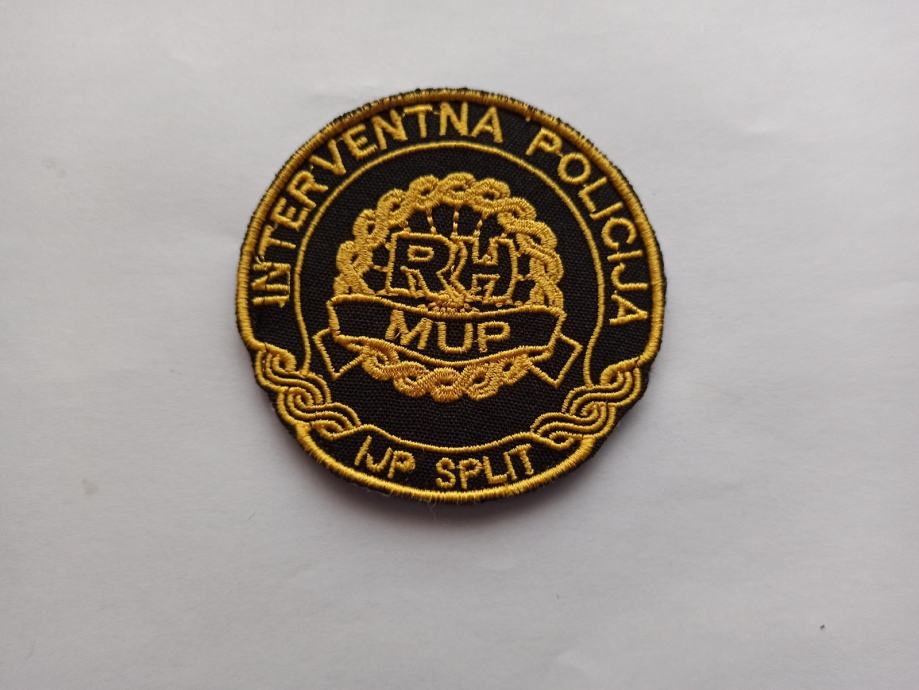 INTERVENTNA POLICIJA
RH
MUP
IJP SPLIT